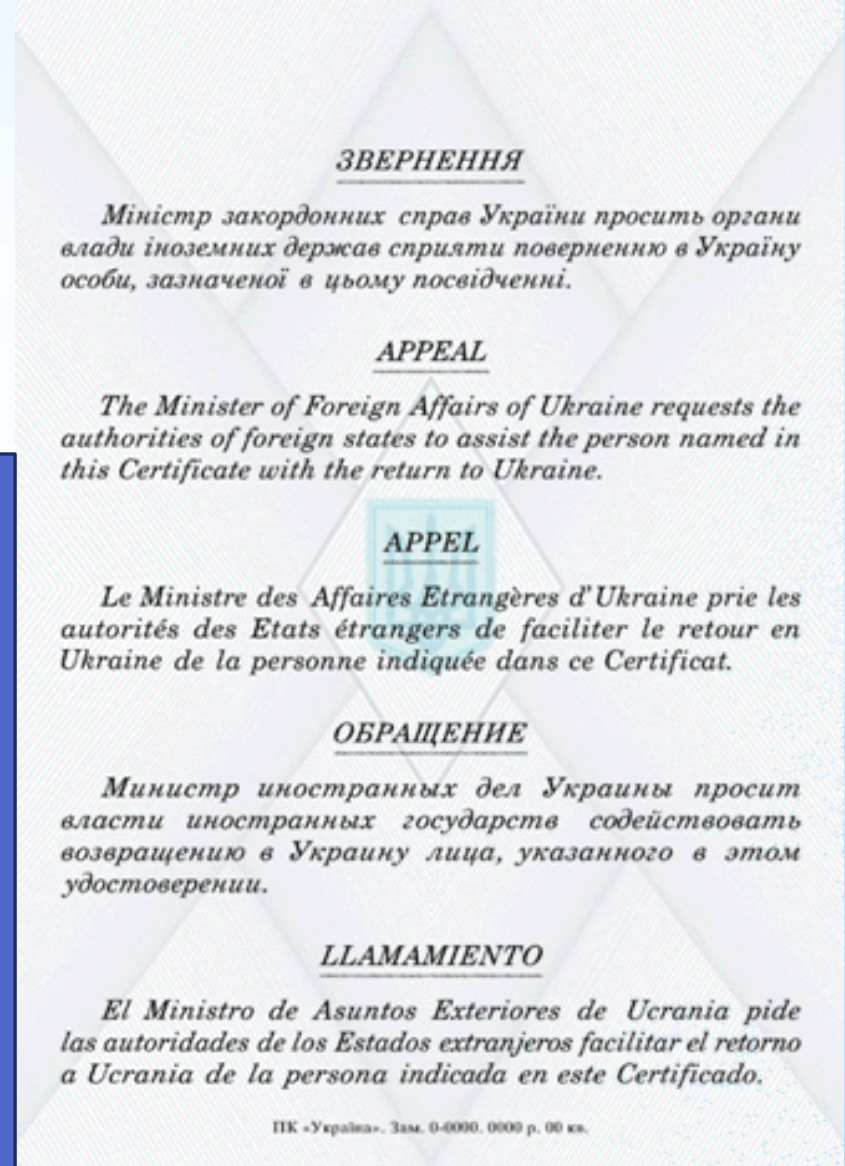 ЗВЕРНЕННЯ
Міністр закордонних справ України просить органи
влади іноземних держав сприяти поверненню в Україну
особи, зазначеної в цьому посвідченні.
APPEAL
The Minister of Foreign Affairs of Ukraine requests the
authorities of foreign states to assist the person named in
this Certificate with the return to Ukraine.
APPEL
Le Ministre des Affaires Etrangères d'Ukraine prie les
autorités des Etats étrangers de faciliter le retour en
Ukraine de la personne indiquée dans ce Certificat.
ОБРАЩЕНИЕ
Министр иностранных дел Украины просит
власти иностранных государств содействовать
возвращению в Украину лица, указанного в этом
удостоверении.
LLAMAMIENTO
El Ministro de Asuntos Exteriores de Ucrania pide
las autoridades de los Estados extranjeros facilitar el retorno
a Ucrania de la persona indicada en este Certificado.
ПК «Україна». Зам. 0-0000. 0000 р. 00 кв.